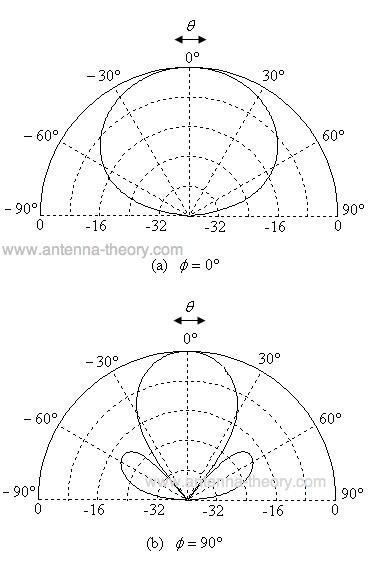 θ
0°
−30° 30°
−60° 60°
−90° 90°
0 -16 -32 -32 -16 0
www.antenna-theory.com
(a) ϕ = 0°
θ
0°
−30° 30°
−60° 60°
www.antenna-theory.com
−90° 90°
0 -16 -32 -32 -16 0
(b) ϕ = 90°